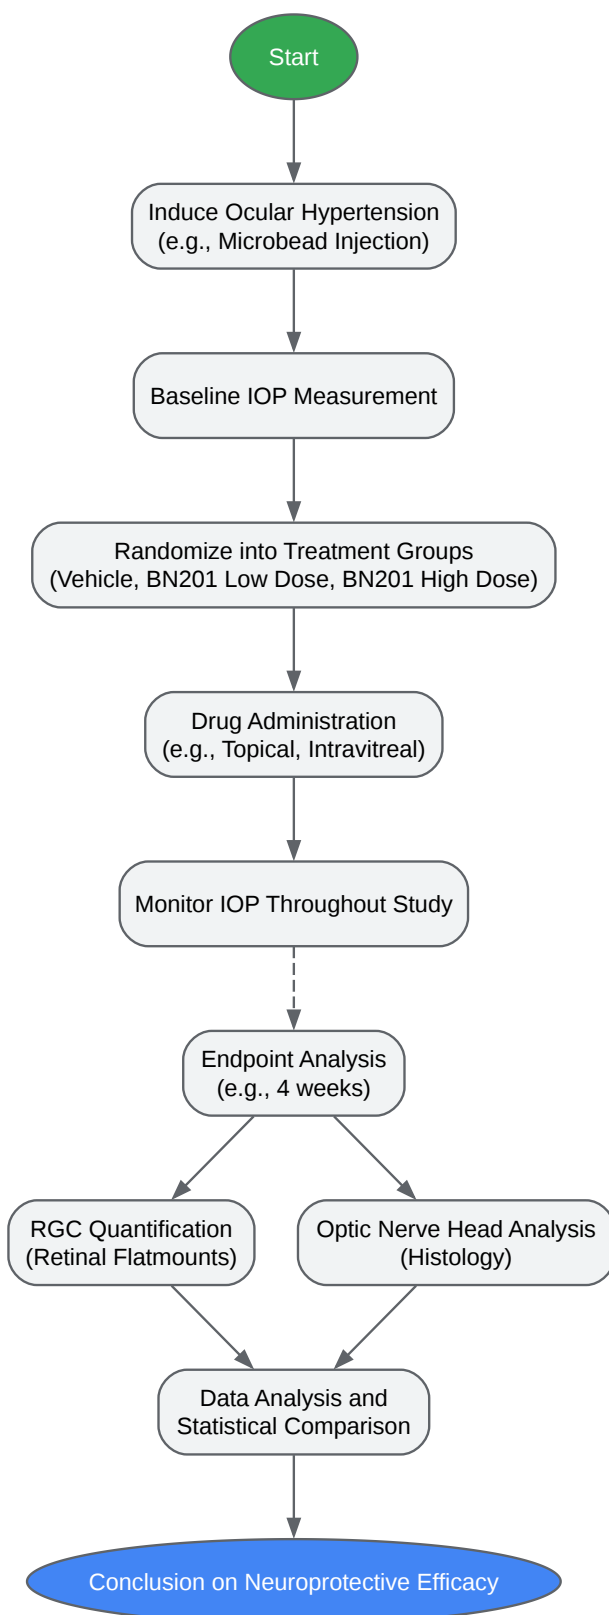 Start
Induce Ocular Hypertension
(e.g., Microbead Injection)
Baseline IOP Measurement
Randomize into Treatment Groups
(Vehicle, BN201 Low Dose, BN201 High Dose)
Drug Administration
(e.g., Topical, Intravitreal)
Monitor IOP Throughout Study
Endpoint Analysis
(e.g., 4 weeks)
RGC Quantification
(Retinal Flatmounts)
Optic Nerve Head Analysis
(Histology)
Data Analysis and
Statistical Comparison
Conclusion on Neuroprotective Efficacy